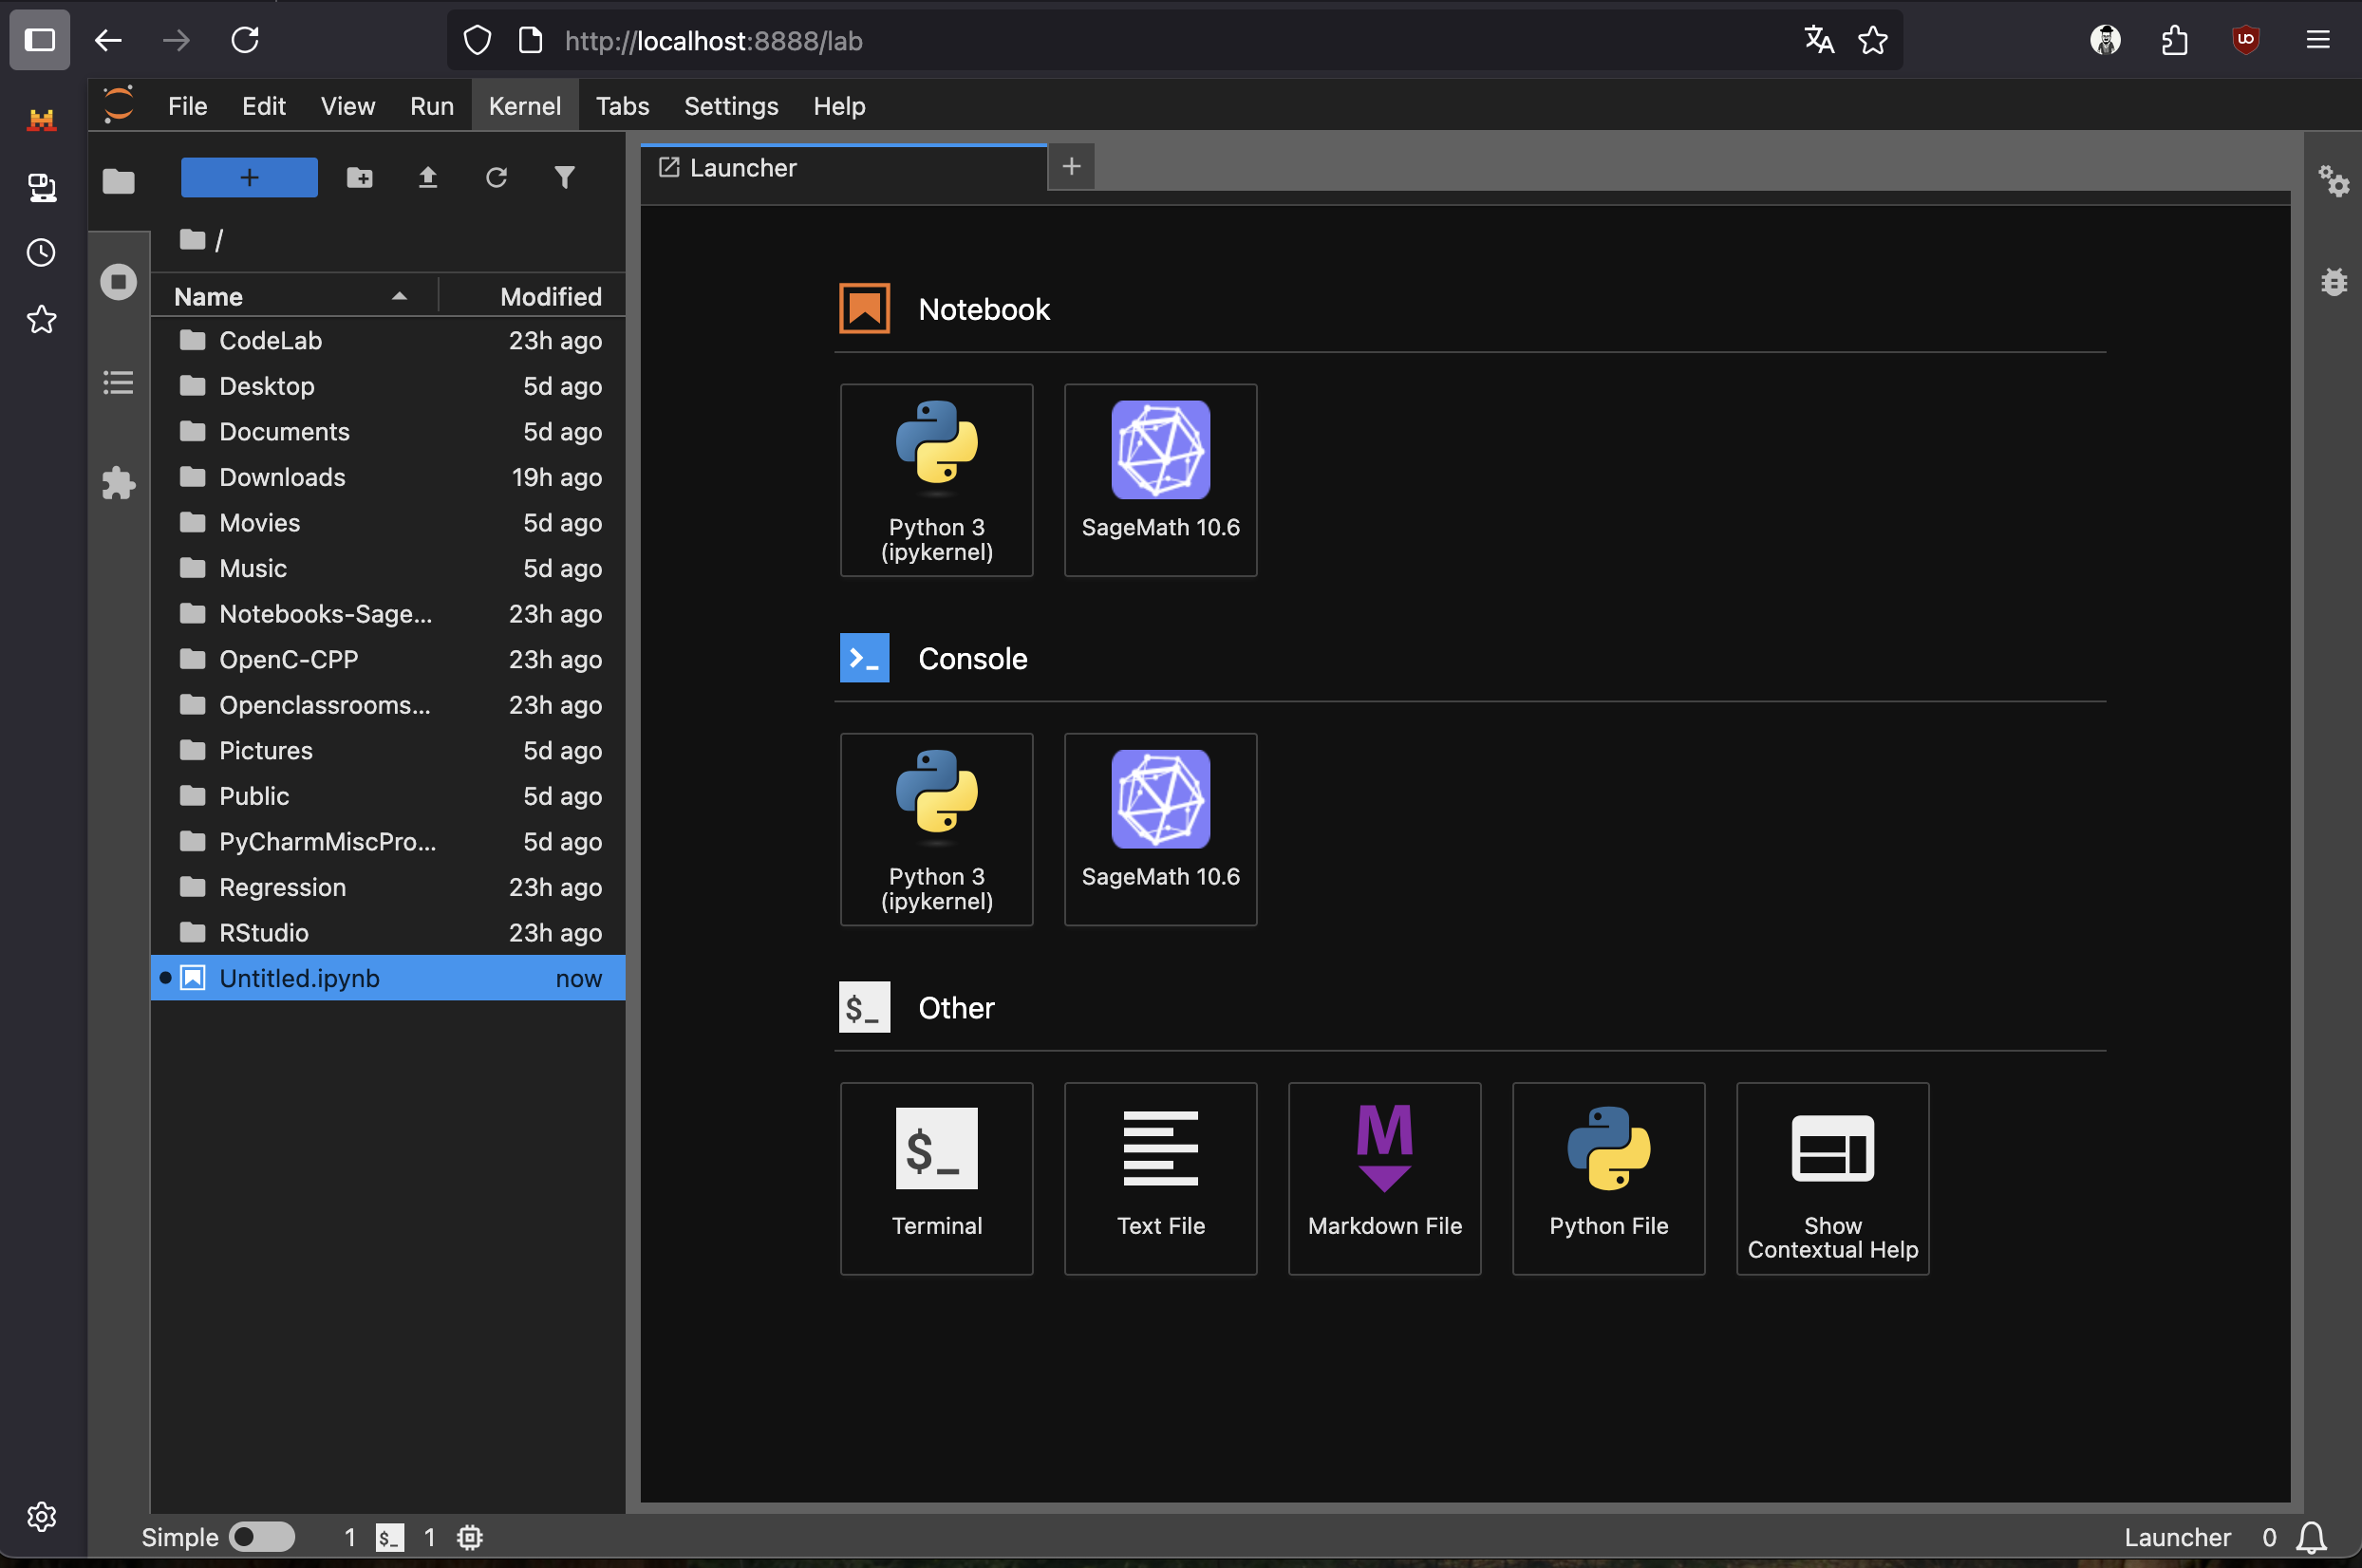 http://localhost:8888/lab
File Edit View Run Kernel Tabs Settings Help
+
Launcher
+
/
Name Modified
CodeLab 23h ago
Desktop 5d ago
Documents 5d ago
Downloads 19h ago
Movies 5d ago
Music 5d ago
Notebooks-Sage... 23h ago
OpenC-CPP 23h ago
Openclassrooms... 23h ago
Pictures 5d ago
Public 5d ago
PyCharmMiscPro... 5d ago
Regression 23h ago
RStudio 23h ago
Untitled.ipynb now
Notebook
Python 3
(ipykernel)
SageMath 10.6
>_ Console
Python 3
(ipykernel)
SageMath 10.6
$_ Other
$_
Terminal
Text File
M
Markdown File
Python File
Show
Contextual Help
Simple 1 $_ 1
Launcher 0